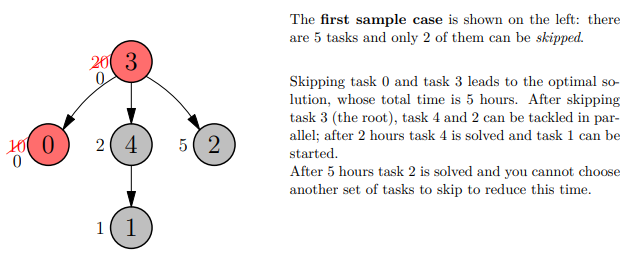 The first sample case is shown on the left: there
are 5 tasks and only 2 of them can be skipped.
Skipping task 0 and task 3 leads to the optimal so-
lution, whose total time is 5 hours. After skipping
task 3 (the root), task 4 and 2 can be tackled in par-
allel; after 2 hours task 4 is solved and task 1 can be
started.
After 5 hours task 2 is solved and you cannot choose
another set of tasks to skip to reduce this time.
20 3
0
10 0 2 4 5 2
0
1 1